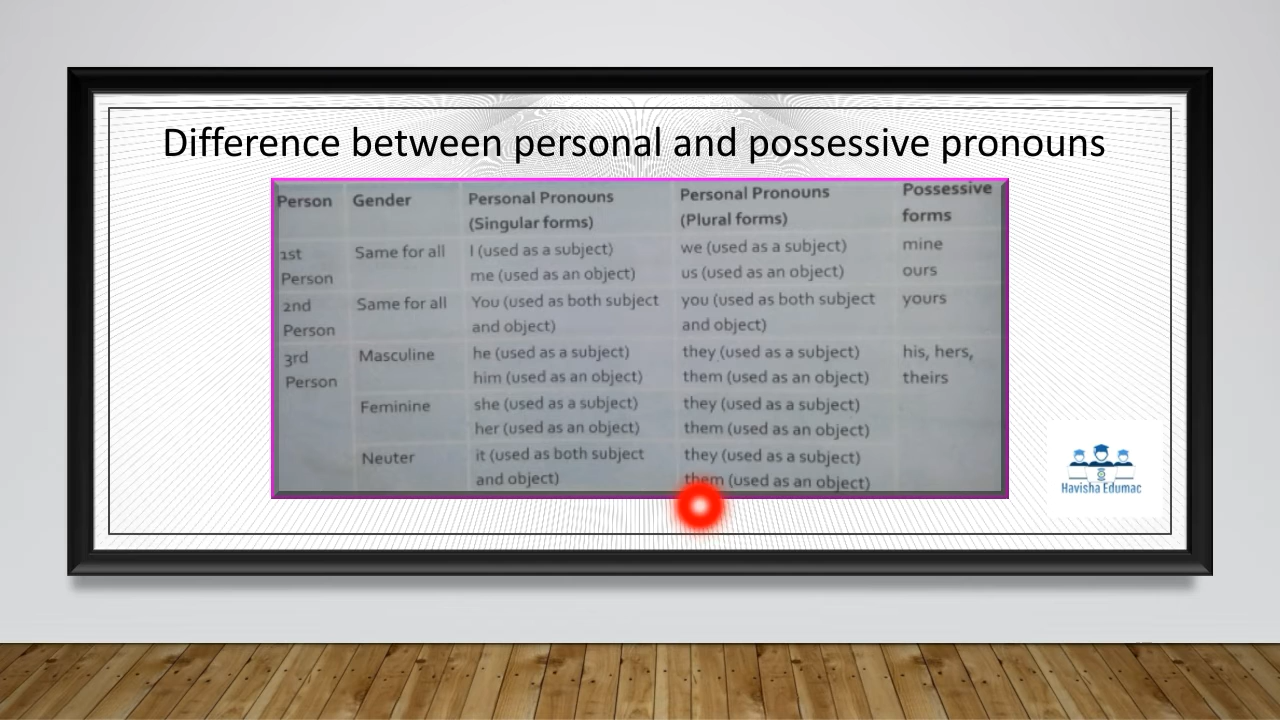 Difference between personal and possessive pronouns
Person Gender Personal Pronouns (Singular forms) Personal Pronouns (Plural forms) Possessive forms
1st Person Same for all I (used as a subject) me (used as an object) we (used as a subject) us (used as an object) mine ours
2nd Person Same for all You (used as both subject and object) you (used as both subject and object) yours
3rd Person Masculine he (used as a subject) him (used as an object) they (used as a subject) them (used as an object) his, hers, theirs
Feminine she (used as a subject) her (used as an object) they (used as a subject) them (used as an object)
Neuter it (used as both subject and object) they (used as a subject) them (used as an object)
Havisha Edumac